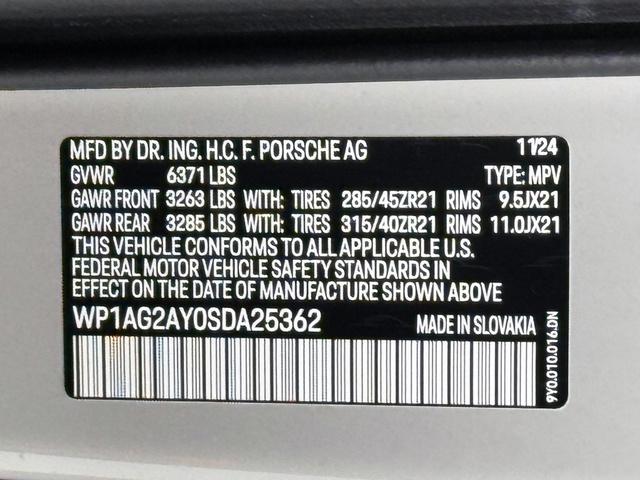 MFD BY DR. ING. H.C. F. PORSCHE AG 11/24
GVWR 6371 LBS TYPE: MPV
GAWR FRONT 3263 LBS WITH: TIRES 285/45ZR21 RIMS 9.5JX21
GAWR REAR 3285 LBS WITH: TIRES 315/40ZR21 RIMS 11.0JX21
THIS VEHICLE CONFORMS TO ALL APPLICABLE U.S.
FEDERAL MOTOR VEHICLE SAFETY STANDARDS IN
EFFECT ON THE DATE OF MANUFACTURE SHOWN ABOVE
WP1AG2AY0SDA25362 MADE IN SLOVAKIA
9Y0.010.016.DN